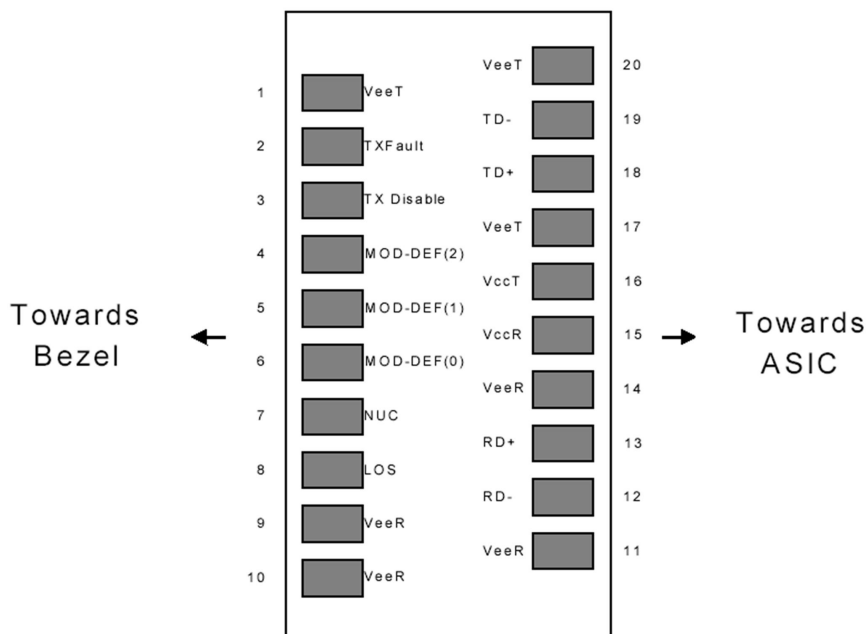 VeeT 20
1 VeeT
TD- 19
2 TXFault
TD+ 18
3 TX Disable
VeeT 17
4 MOD-DEF(2)
VccT 16
5 MOD-DEF(1)
Towards
Bezel
VccR 15
Towards
ASIC
6 MOD-DEF(0)
VeeR 14
7 NUC
RD+ 13
8 LOS
RD- 12
9 VeeR
VeeR 11
10 VeeR